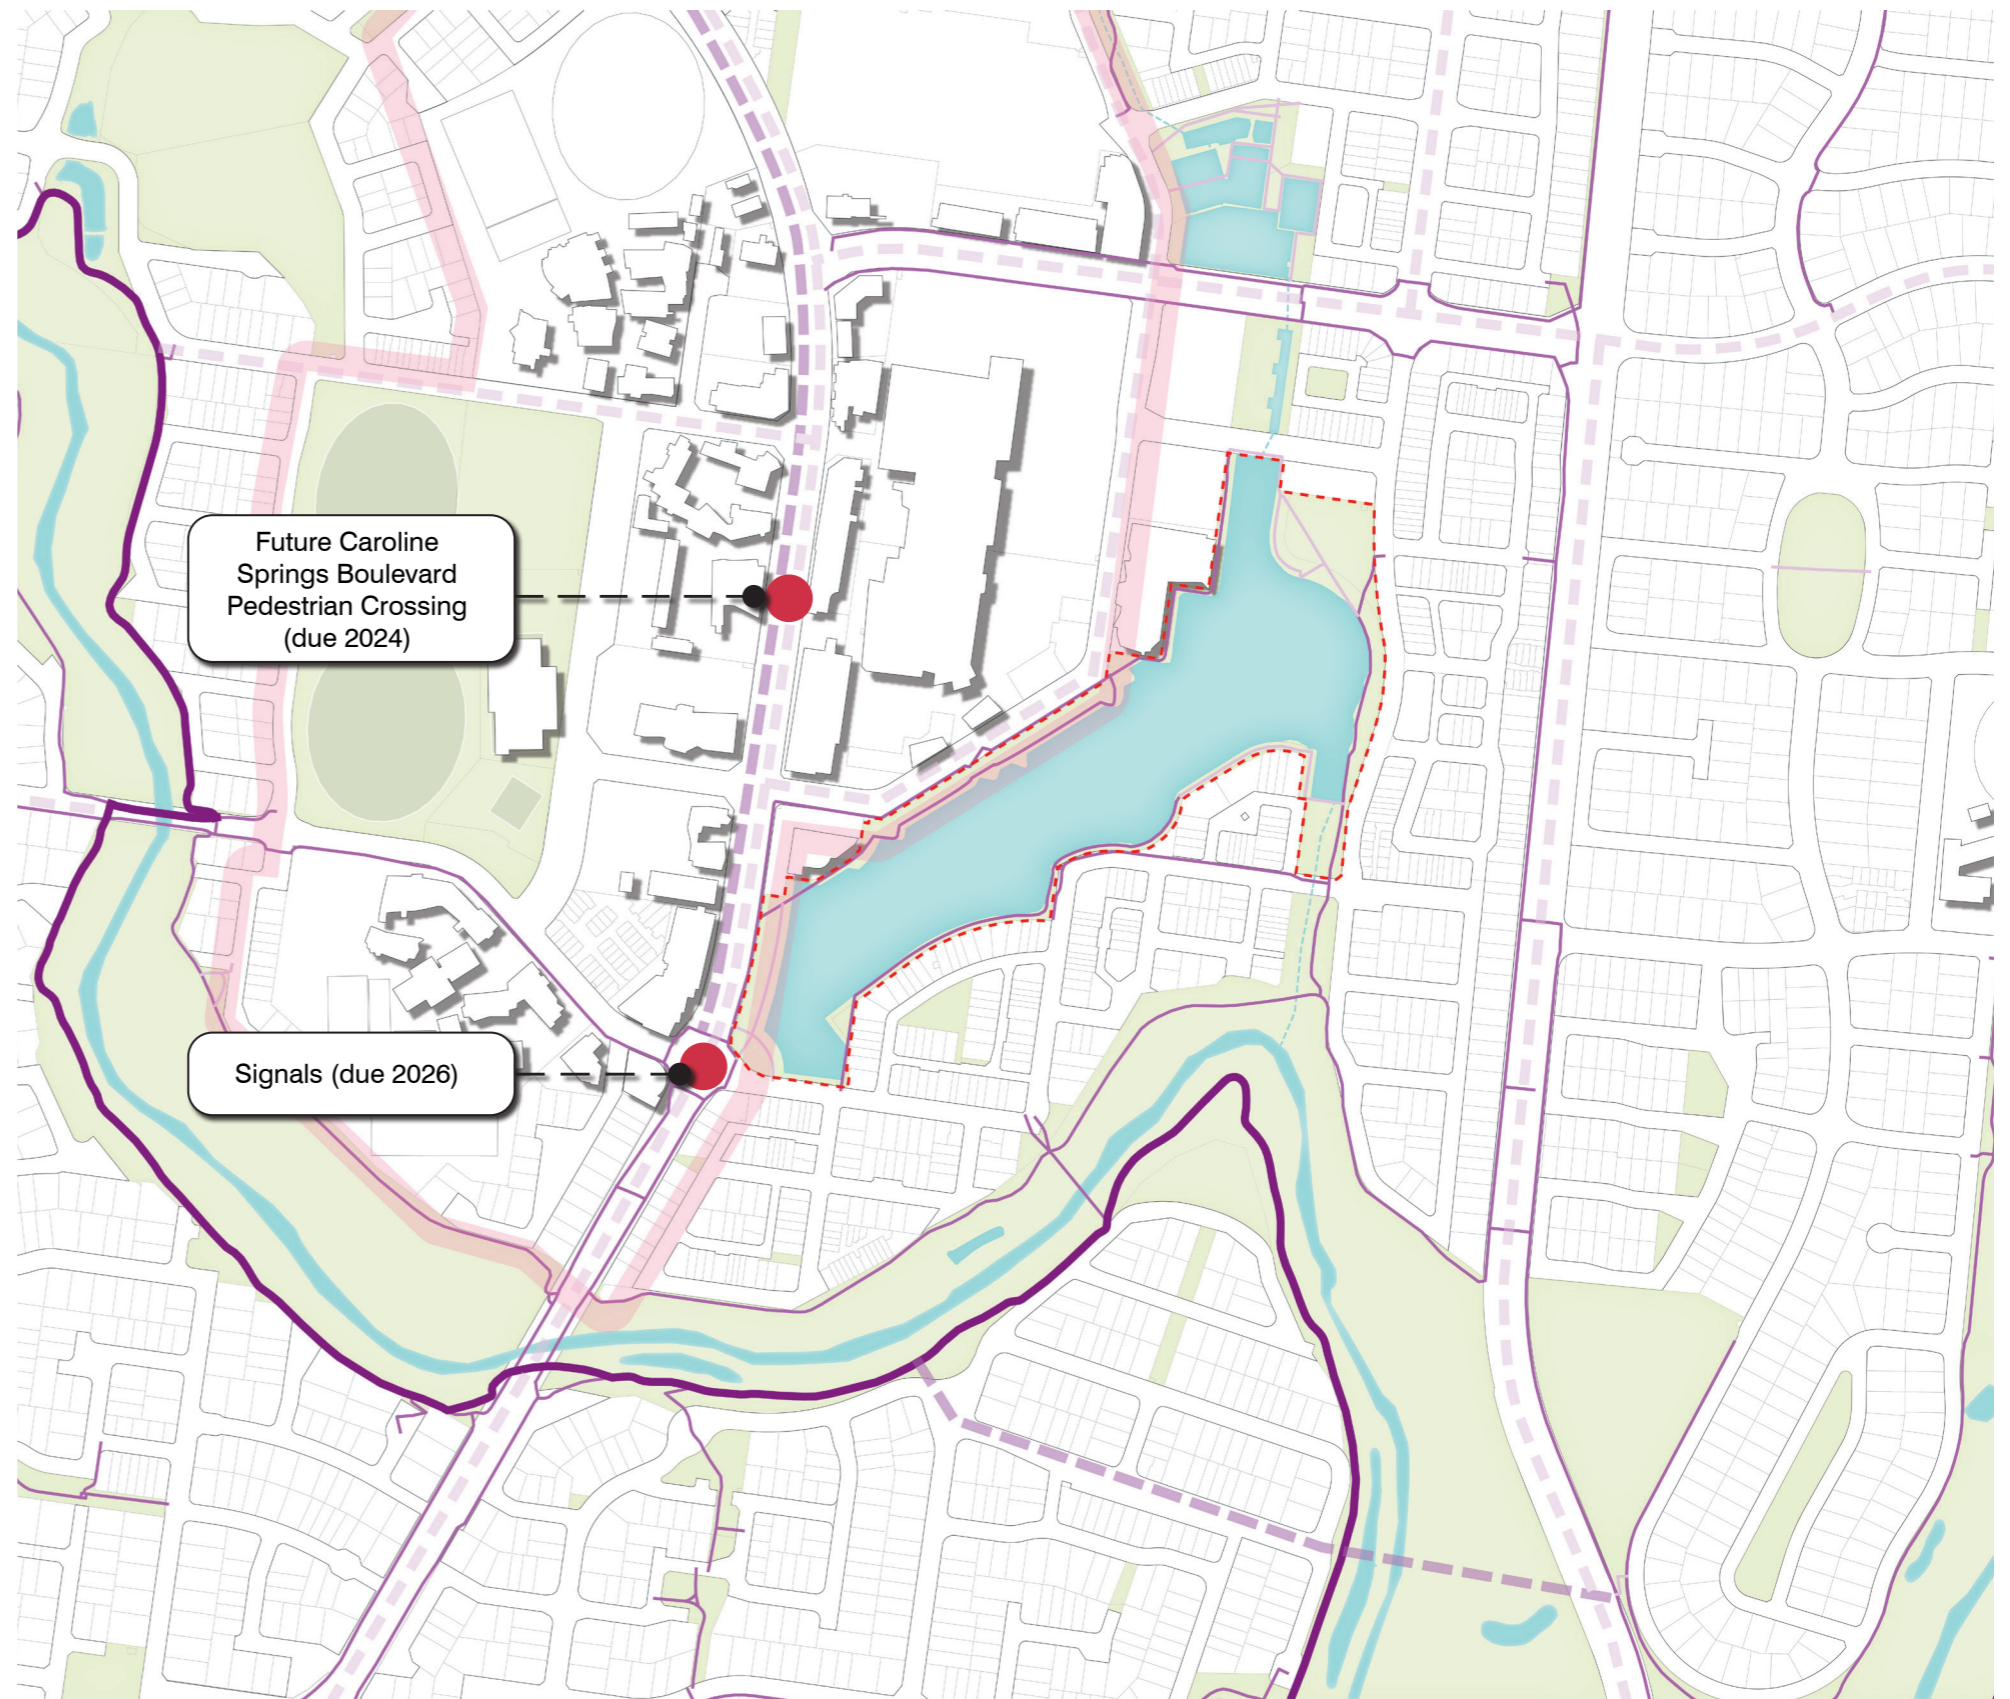 Future Caroline
Springs Boulevard
Pedestrian Crossing
(due 2024)
Signals (due 2026)